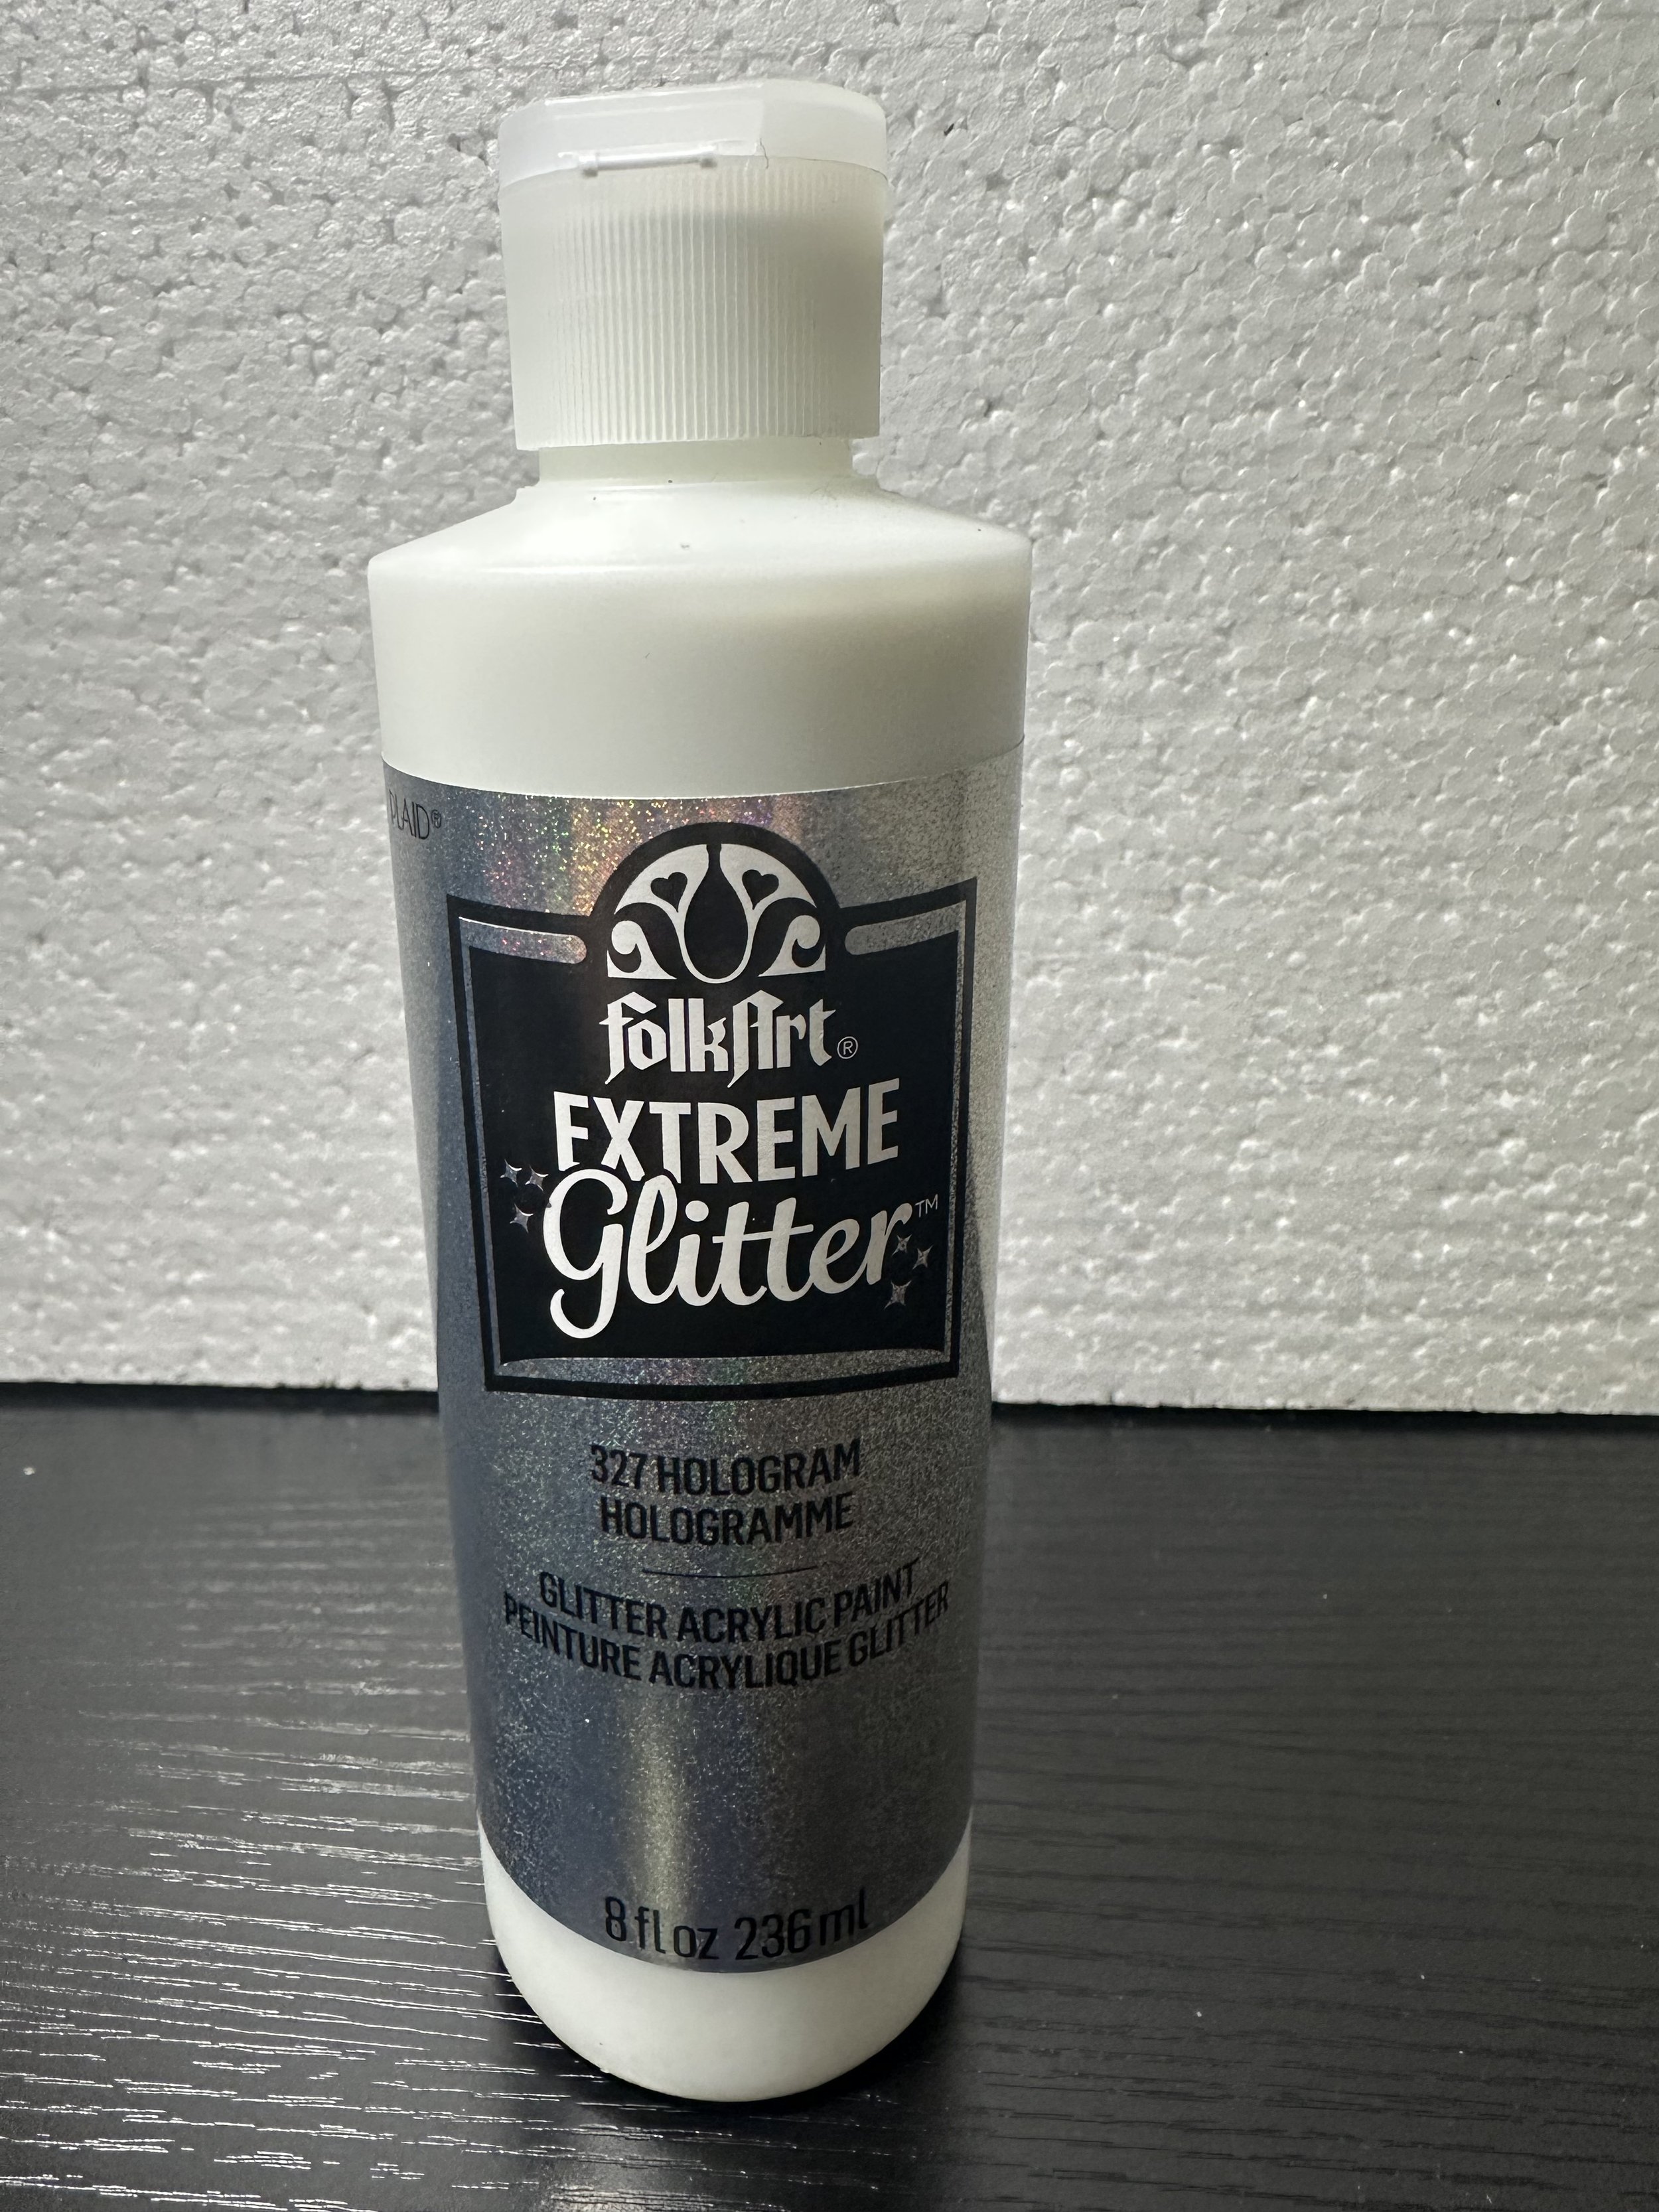 PLAID®
folkArt®
EXTREME
Glitter™
327 HOLOGRAM
HOLOGRAMME
GLITTER ACRYLIC PAINT
PEINTURE ACRYLIQUE GLITTER
8 fl oz 236 ml